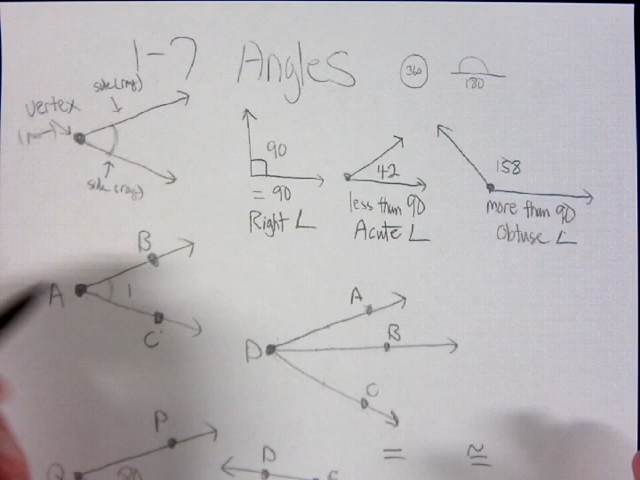 1-7 Angles 360 180
side (ray)
vertex
side (ray)
90
= 90
Right ∠
42
less than 90
Acute ∠
158
more than 90
Obtuse ∠
B
A 1
C
A
D B
C
P
Q
D
= ≅